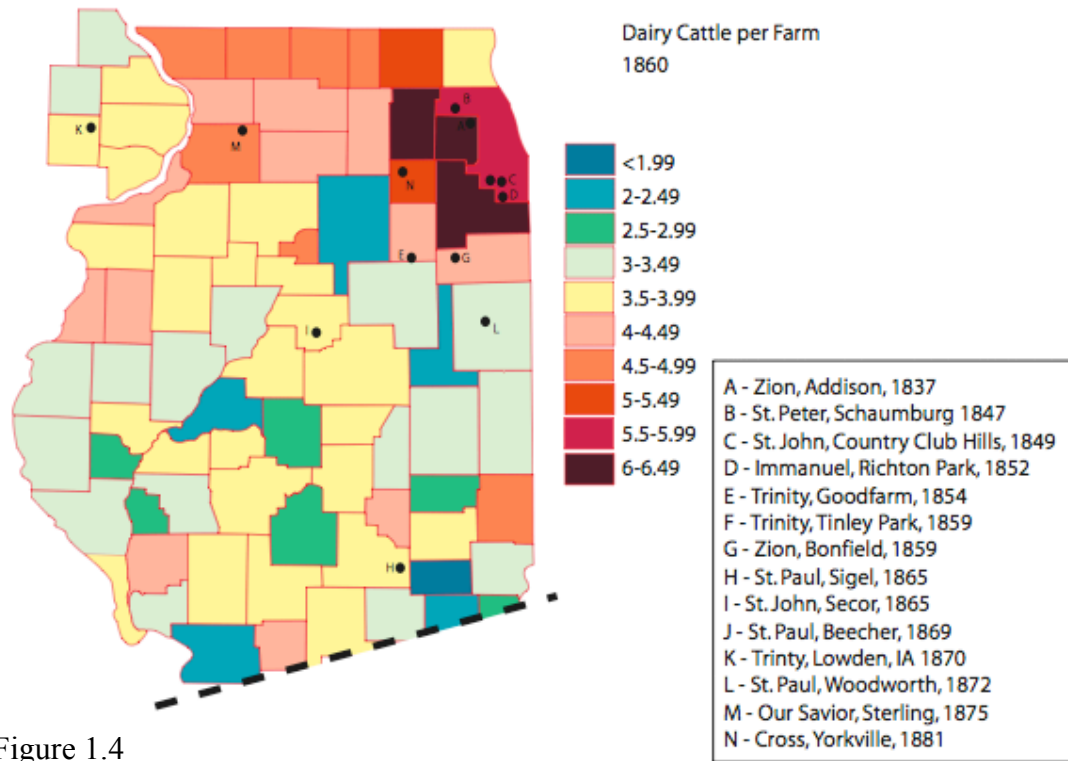 Dairy Cattle per Farm
1860
B
A
K
M
N
C
D
E
G
I
L
H
<1.99
2-2.49
2.5-2.99
3-3.49
3.5-3.99
4-4.49
4.5-4.99
5-5.49
5.5-5.99
6-6.49
A - Zion, Addison, 1837
B - St. Peter, Schaumburg 1847
C - St. John, Country Club Hills, 1849
D - Immanuel, Richton Park, 1852
E - Trinity, Goodfarm, 1854
F - Trinity, Tinley Park, 1859
G - Zion, Bonfield, 1859
H - St. Paul, Sigel, 1865
I - St. John, Secor, 1865
J - St. Paul, Beecher, 1869
K - Trinty, Lowden, IA 1870
L - St. Paul, Woodworth, 1872
M - Our Savior, Sterling, 1875
N - Cross, Yorkville, 1881
Figure 1.4